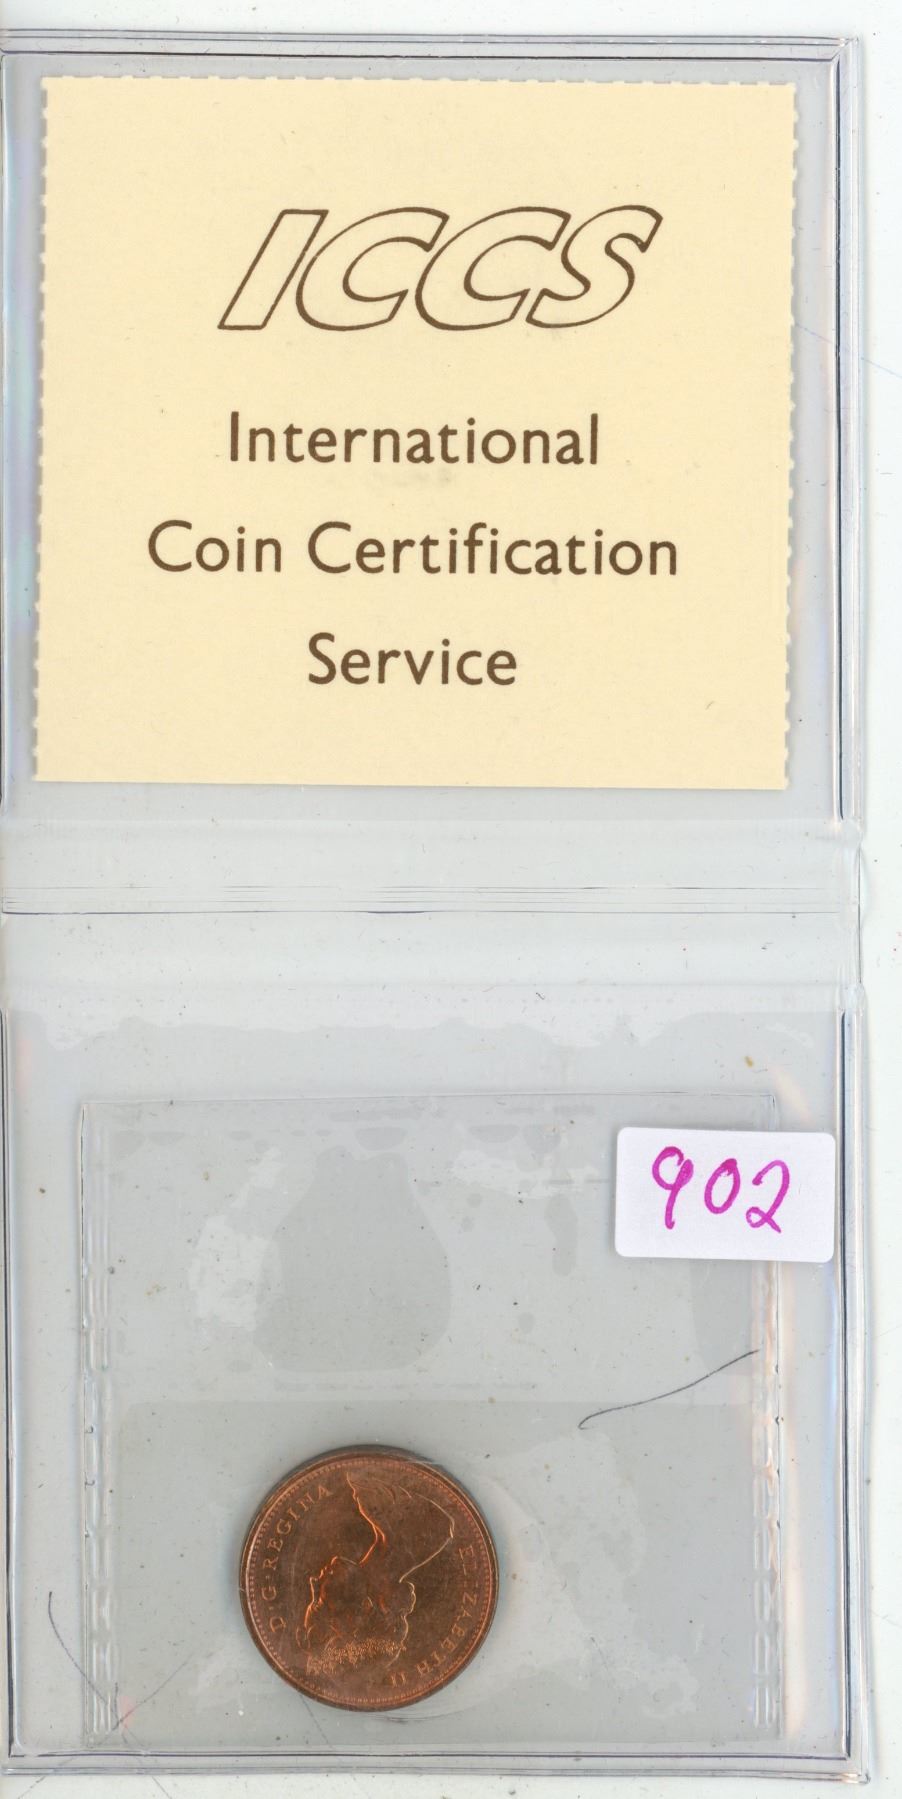 ICCS
International
Coin Certification
Service
902
ELIZABETH II
D·G·REGINA